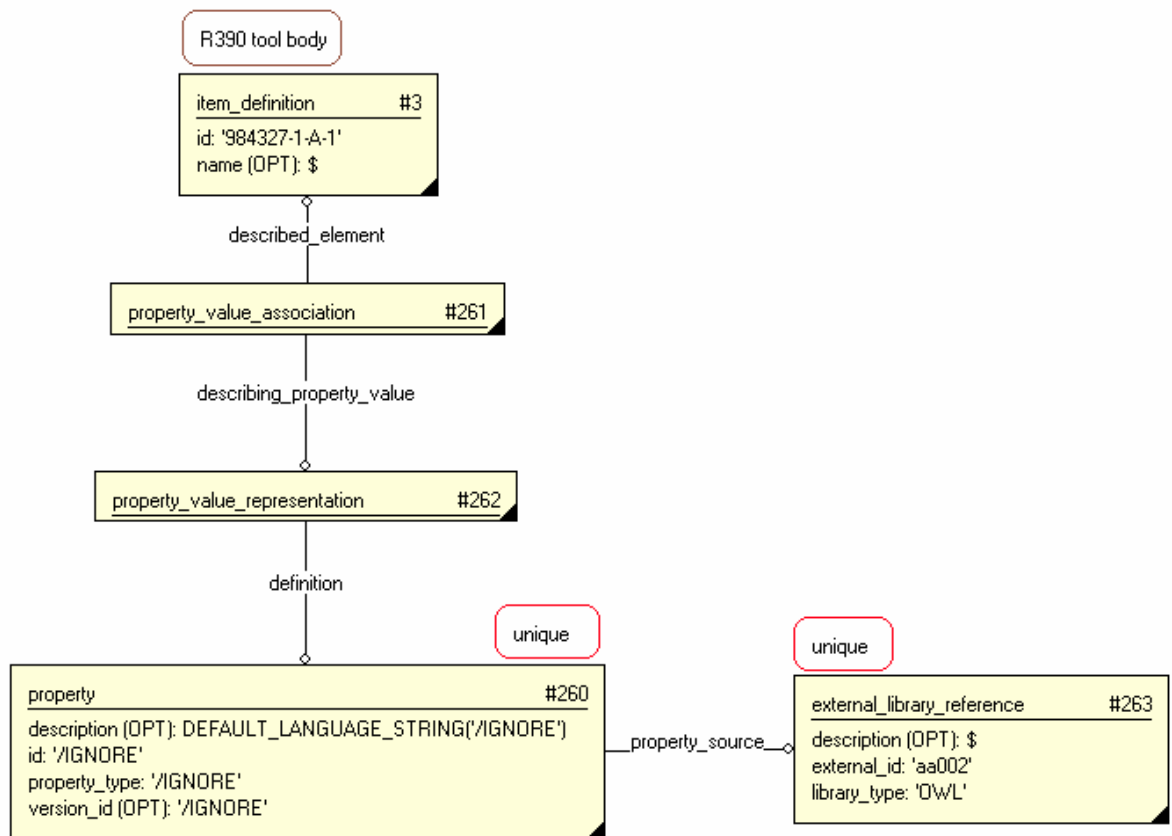 R390 tool body
item_definition #3
id: '984327-1-A-1'
name (OPT): $
described_element
property_value_association #261
describing_property_value
property_value_representation #262
definition
unique
unique
property #260
description (OPT): DEFAULT_LANGUAGE_STRING('/IGNORE')
id: '/IGNORE'
property_type: '/IGNORE'
version_id (OPT): '/IGNORE'
property_source
external_library_reference #263
description (OPT): $
external_id: 'aa002'
library_type: 'OWL'